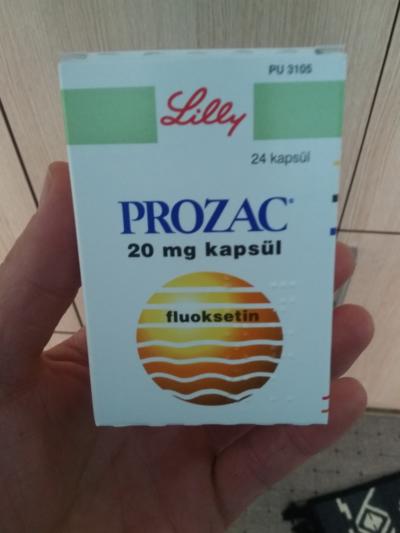 PU 3105
Lilly
24 kapsül
PROZAC®
20 mg kapsül
fluoksetin